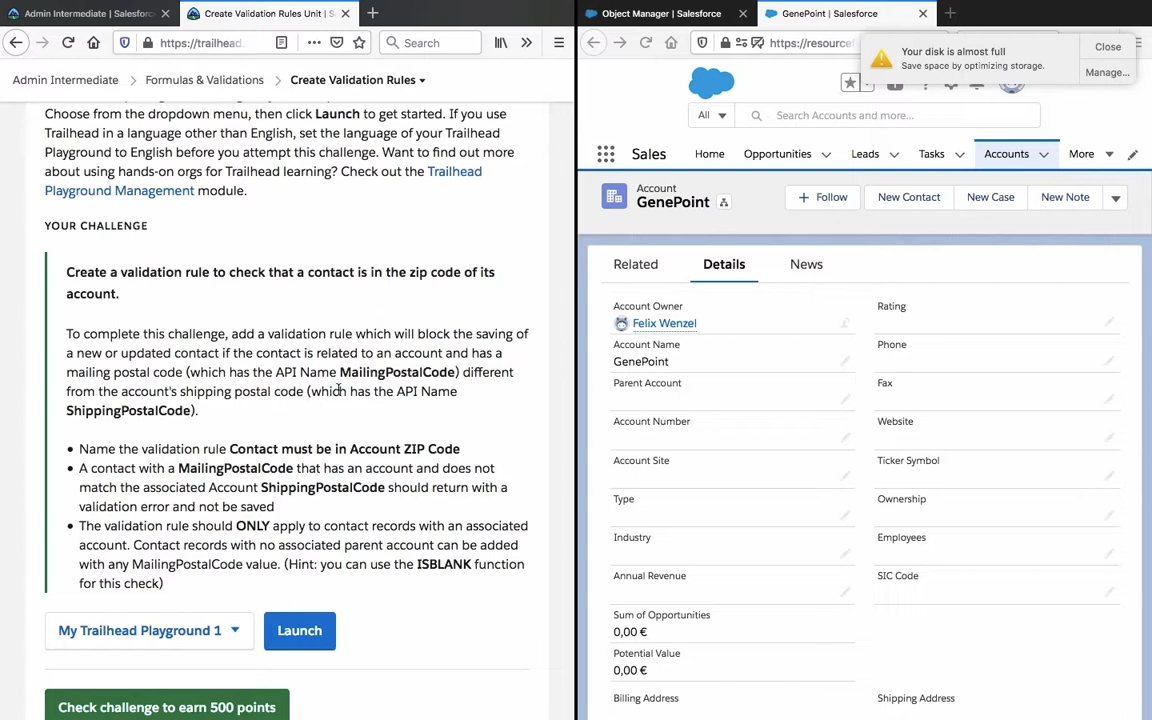 Admin Intermediate | Salesforc
Create Validation Rules Unit | S
Object Manager | Salesforce
GenePoint | Salesforce
https://trailhead.
Search
https://resource
Your disk is almost full
Save space by optimizing storage.
Close
Manage...
Admin Intermediate
Formulas & Validations
Create Validation Rules
Choose from the dropdown menu, then click Launch to get started. If you use
Trailhead in a language other than English, set the language of your Trailhead
Playground to English before you attempt this challenge. Want to find out more
about using hands-on orgs for Trailhead learning? Check out the Trailhead
Playground Management module.
YOUR CHALLENGE
Create a validation rule to check that a contact is in the zip code of its
account.
To complete this challenge, add a validation rule which will block the saving of
a new or updated contact if the contact is related to an account and has a
mailing postal code (which has the API Name MailingPostalCode) different
from the account's shipping postal code (which has the API Name
ShippingPostalCode).
• Name the validation rule Contact must be in Account ZIP Code
• A contact with a MailingPostalCode that has an account and does not
match the associated Account ShippingPostalCode should return with a
validation error and not be saved
• The validation rule should ONLY apply to contact records with an associated
account. Contact records with no associated parent account can be added
with any MailingPostalCode value. (Hint: you can use the ISBLANK function
for this check)
My Trailhead Playground 1
Launch
Check challenge to earn 500 points
All
Search Accounts and more...
Sales
Home
Opportunities
Leads
Tasks
Accounts
More
Account
GenePoint
+ Follow
New Contact
New Case
New Note
Related
Details
News
Account Owner
Felix Wenzel
Rating
Account Name
GenePoint
Phone
Parent Account
Fax
Account Number
Website
Account Site
Ticker Symbol
Type
Ownership
Industry
Employees
Annual Revenue
SIC Code
Sum of Opportunities
0,00 €
Potential Value
0,00 €
Billing Address
Shipping Address